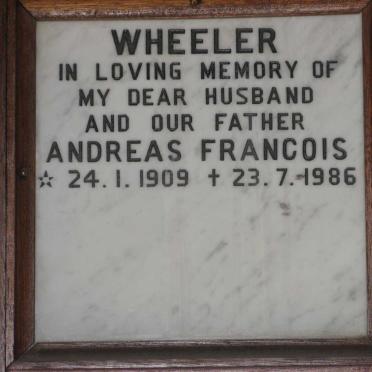 WHEELER
IN LOVING MEMORY OF
MY DEAR HUSBAND
AND OUR FATHER
ANDREAS FRANCOIS
☆ 24.1.1909 ✝ 23.7.1986